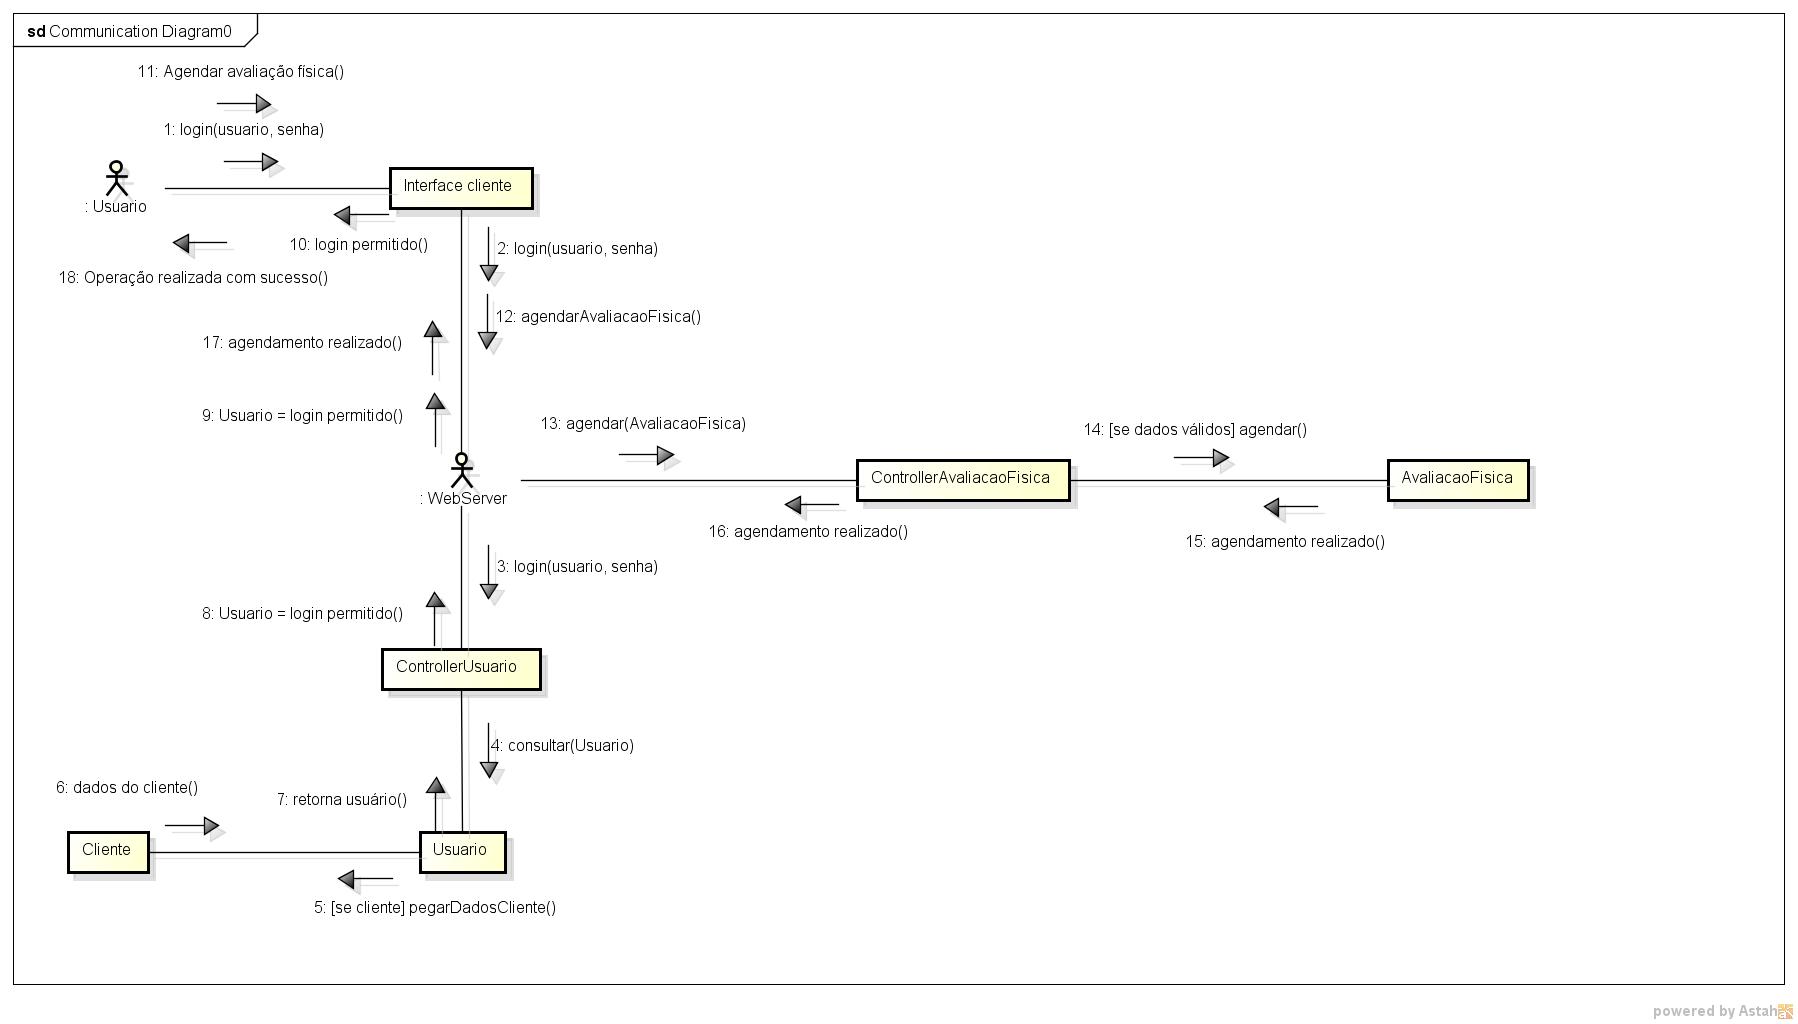 sd Communication Diagram0
11: Agendar avaliação física()
1: login(usuario, senha)
: Usuario
Interface cliente
10: login permitido()
18: Operação realizada com sucesso()
2: login(usuario, senha)
12: agendarAvaliacaoFisica()
17: agendamento realizado()
9: Usuario = login permitido()
: WebServer
13: agendar(AvaliacaoFisica)
ControllerAvaliacaoFisica
14: [se dados válidos] agendar()
AvaliacaoFisica
16: agendamento realizado()
15: agendamento realizado()
3: login(usuario, senha)
8: Usuario = login permitido()
ControllerUsuario
4: consultar(Usuario)
6: dados do cliente()
7: retorna usuário()
Cliente
Usuario
5: [se cliente] pegarDadosCliente()
powered by Astah